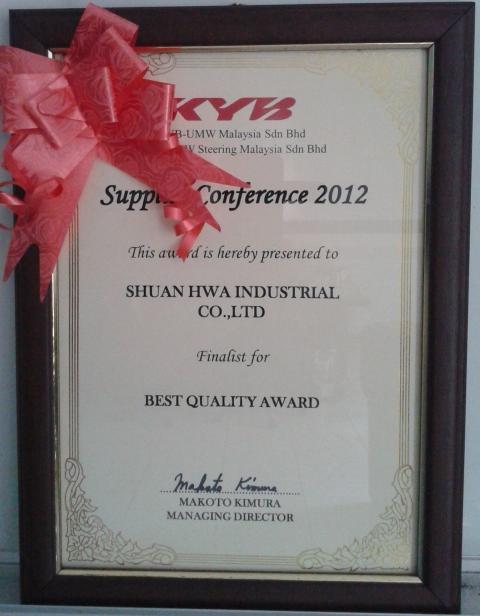 KYB
B-UMW Malaysia Sdn Bhd
W Steering Malaysia Sdn Bhd
Conference 2012
This award is hereby presented to
SHUAN HWA INDUSTRIAL
CO.,LTD
Finalist for
BEST QUALITY AWARD
Makoto Kimura
MAKOTO KIMURA
MANAGING DIRECTOR